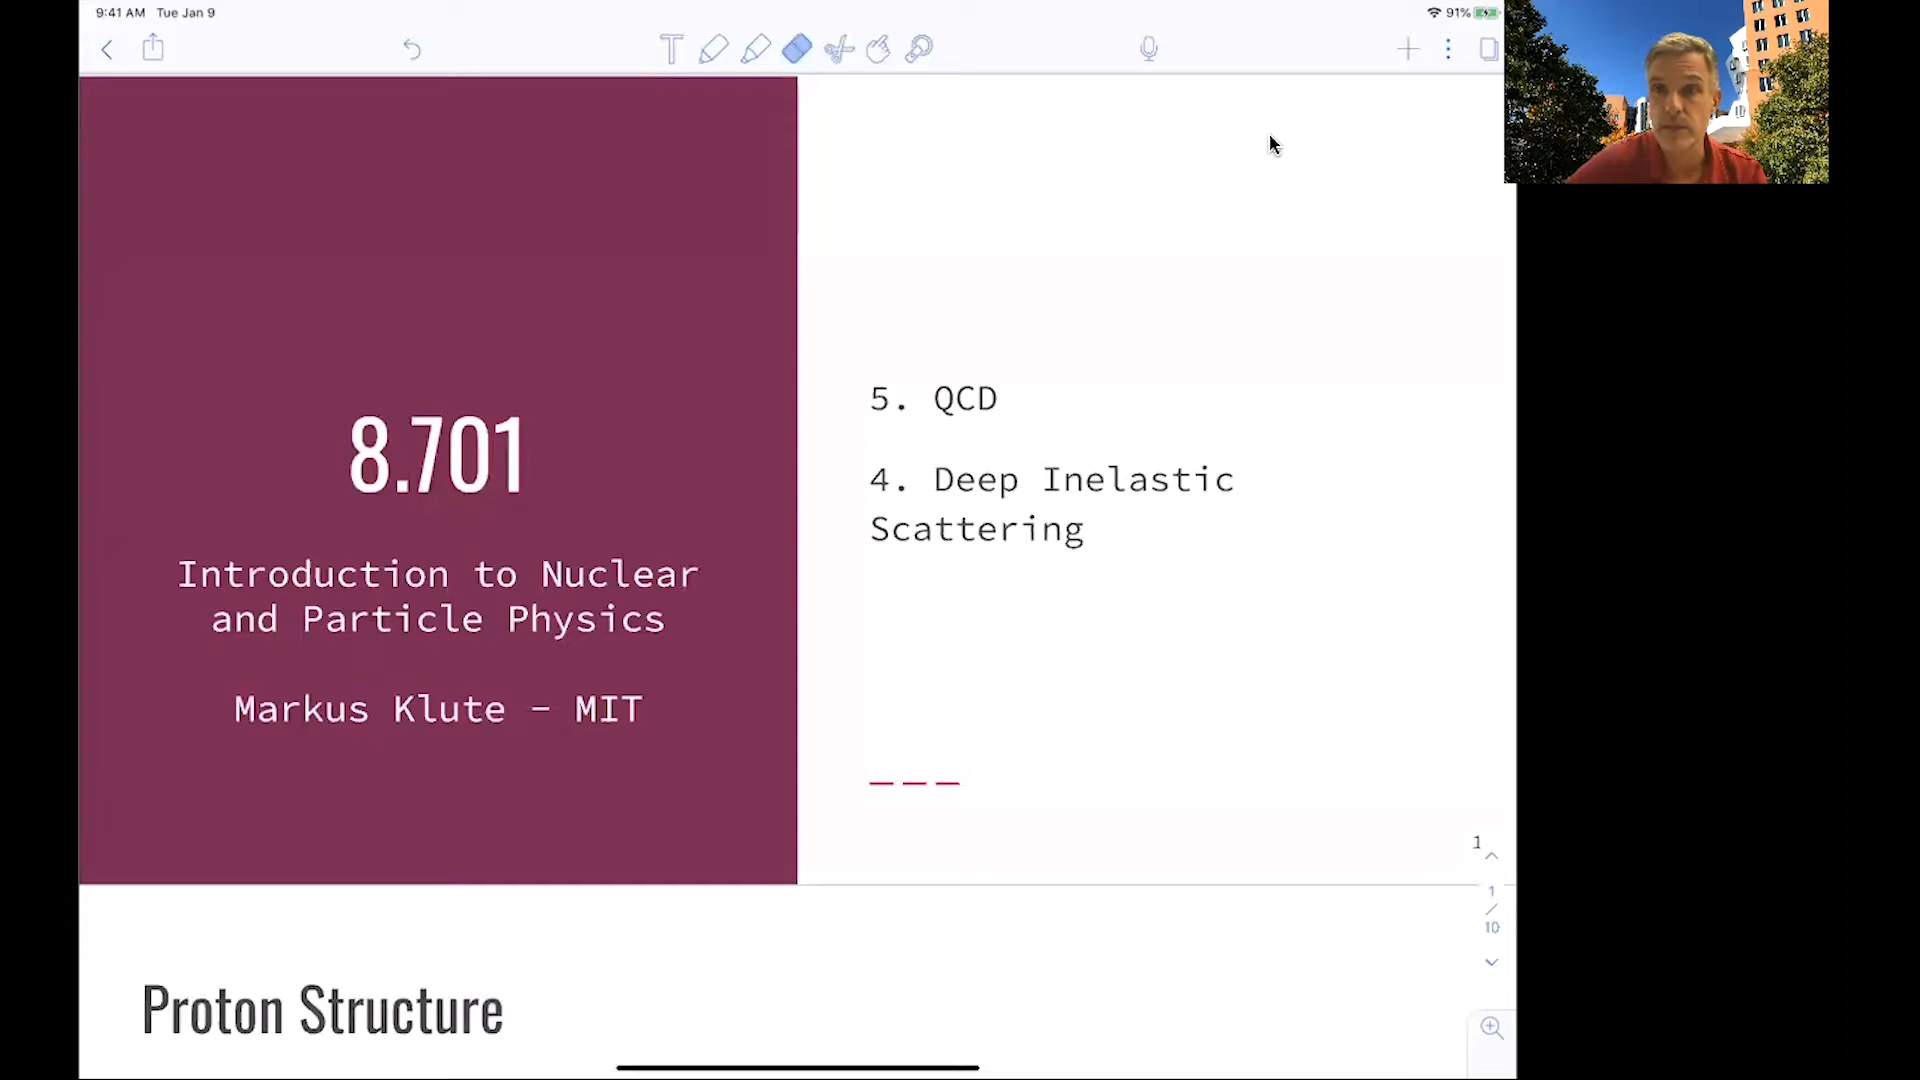 9:41 AM Tue Jan 9
91%
8.701
Introduction to Nuclear
and Particle Physics
Markus Klute – MIT
5. QCD
4. Deep Inelastic
Scattering
1
1
/
10
Proton Structure